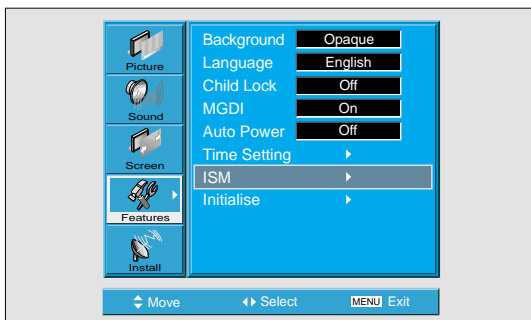 Picture
Sound
Screen
Features
Install
Background Opaque
Language English
Child Lock Off
MGDI On
Auto Power Off
Time Setting
ISM
Initialise
Move Select MENU Exit